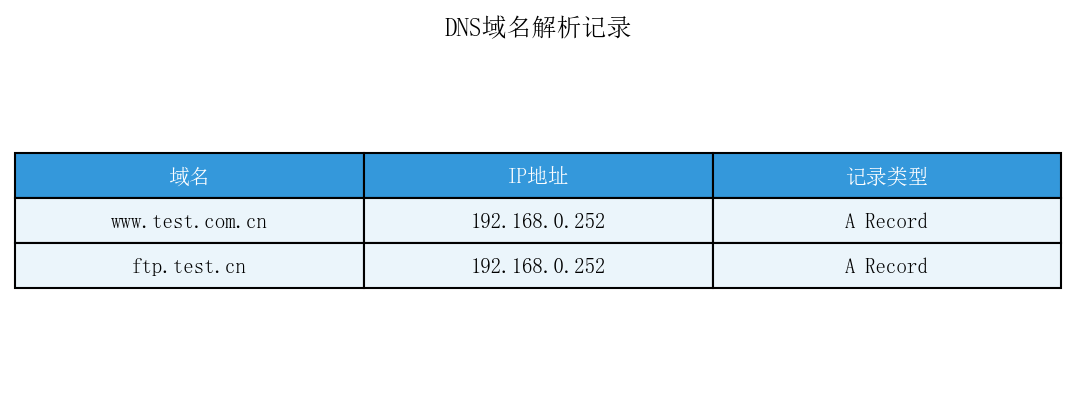 DNS域名解析记录
域名 IP地址 记录类型
www.test.com.cn 192.168.0.252 A Record
ftp.test.cn 192.168.0.252 A Record